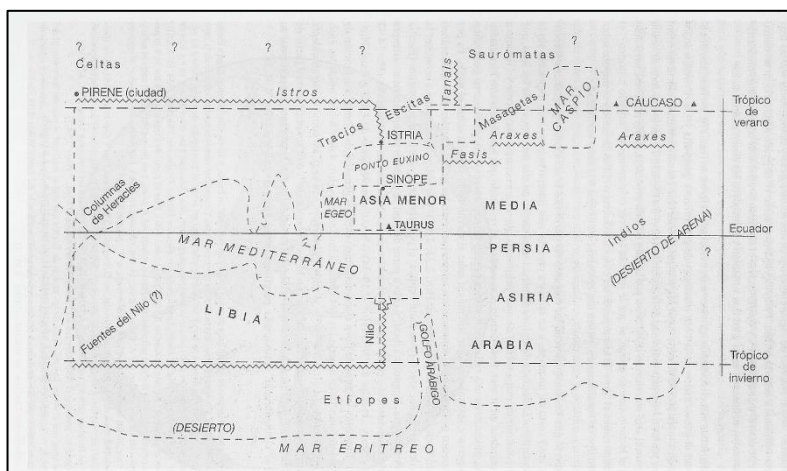 ? ? ? ? ?
Celtas
Saurómatas
PIRENE (ciudad)
Istros
Tanais
Escitas
Tracios
ISTRIA
Masagetas
Araxes
MAR CASPIO
CÁUCASO
Araxes
Trópico de verano
PONTO EUXINO
Fasis
SINOPE
Columnas de Heracles
MAR EGEO
ASIA MENOR
MEDIA
TAURUS
Ecuador
MAR MEDITERRÁNEO
PERSIA
Indios
(DESIERTO DE ARENA)
?
LIBIA
ASIRIA
Fuentes del Nilo (?)
Nilo
GOLFO ARÁBIGO
ARABIA
Trópico de invierno
Etíopes
(DESIERTO)
MAR ERITREO